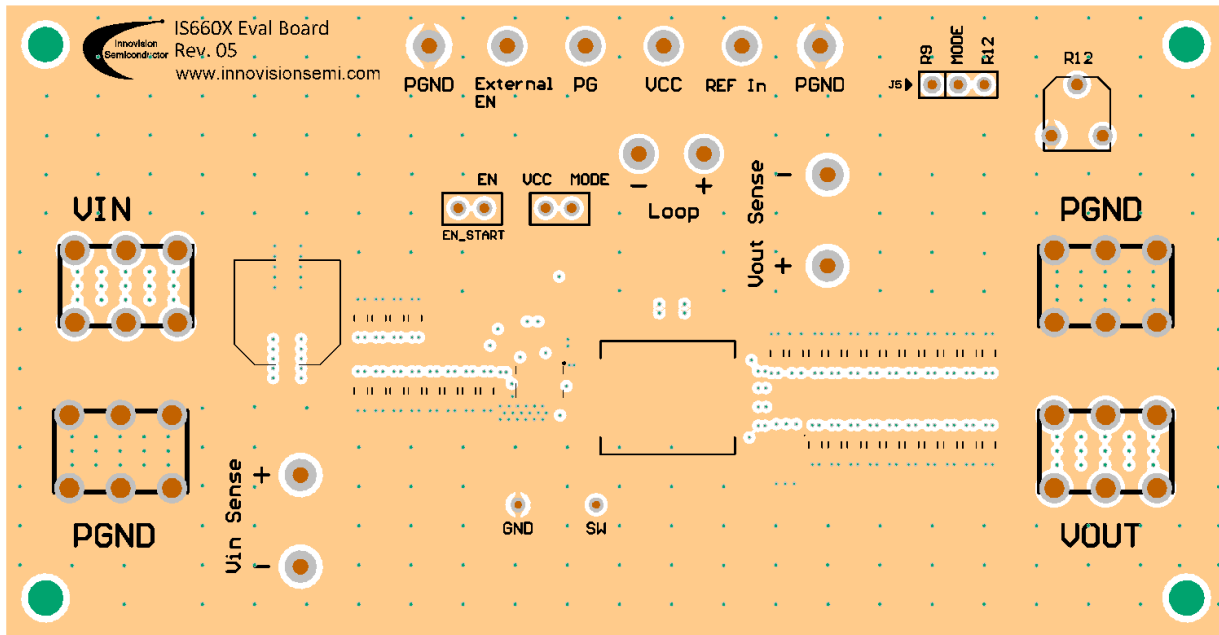 Innovision
Semiconductor
IS660X Eval Board
Rev. 05
www.innovisionsemi.com
PGND
External
EN
PG
VCC
REF In
PGND
J5
R9
MODE
R12
R12
EN
EN_START
VCC MODE
- +
Loop
Vout Sense
-
+
VIN
PGND
PGND
Vin Sense
+
-
GND
SW
VOUT